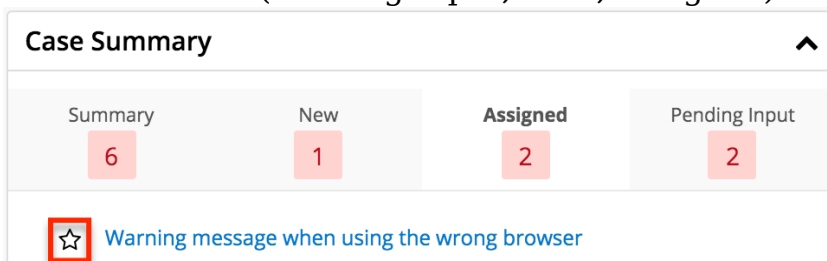 Case Summary
Summary New Assigned Pending Input
6 1 2 2
Warning message when using the wrong browser